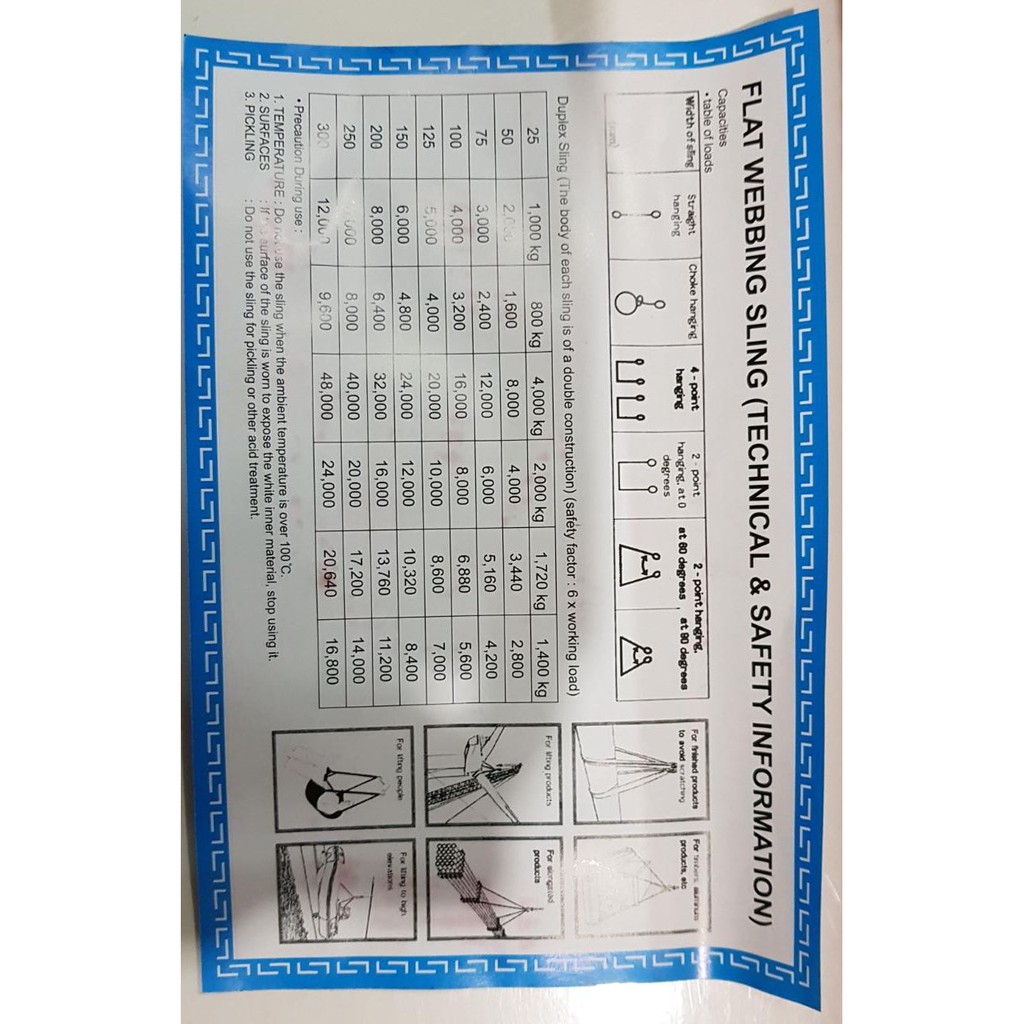 FLAT WEBBING SLING (TECHNICAL & SAFETY INFORMATION)
Capacities
• table of loads
Width of sling
(mm)
Straight hanging
Choke hanging
4 - point hanging
2 - point hanging, at 0 degrees
2 - point hanging,
at 60 degrees, at 90 degrees
Duplex Sling (The body of each sling is of a double construction) (safety factor : 6 x working load)
25 1,000 kg 800 kg 4,000 kg 2,000 kg 1,720 kg 1,400 kg
50 1,600 8,000 4,000 3,440 2,800
75 3,000 2,400 12,000 6,000 5,160 4,200
100 4,000 3,200 16,000 8,000 6,880 5,600
125 5,000 4,000 20,000 10,000 8,600 7,000
150 6,000 4,800 24,000 12,000 10,320 8,400
200 8,000 6,400 32,000 16,000 13,760 11,200
250 8,000 40,000 20,000 17,200 14,000
300 12,000 9,600 48,000 24,000 20,640 16,800
• Precaution During use :
1. TEMPERATURE : Do not use the sling when the ambient temperature is over 100°C.
2. SURFACES : If surface of the sling is worn to expose the white inner material, stop using it.
3. PICKLING : Do not use the sling for pickling or other acid treatment.
For finished products to avoid scratching
For timbers, aluminum products, etc
For lifting products
For elongated products
For lifting people
For lifting to high elevations